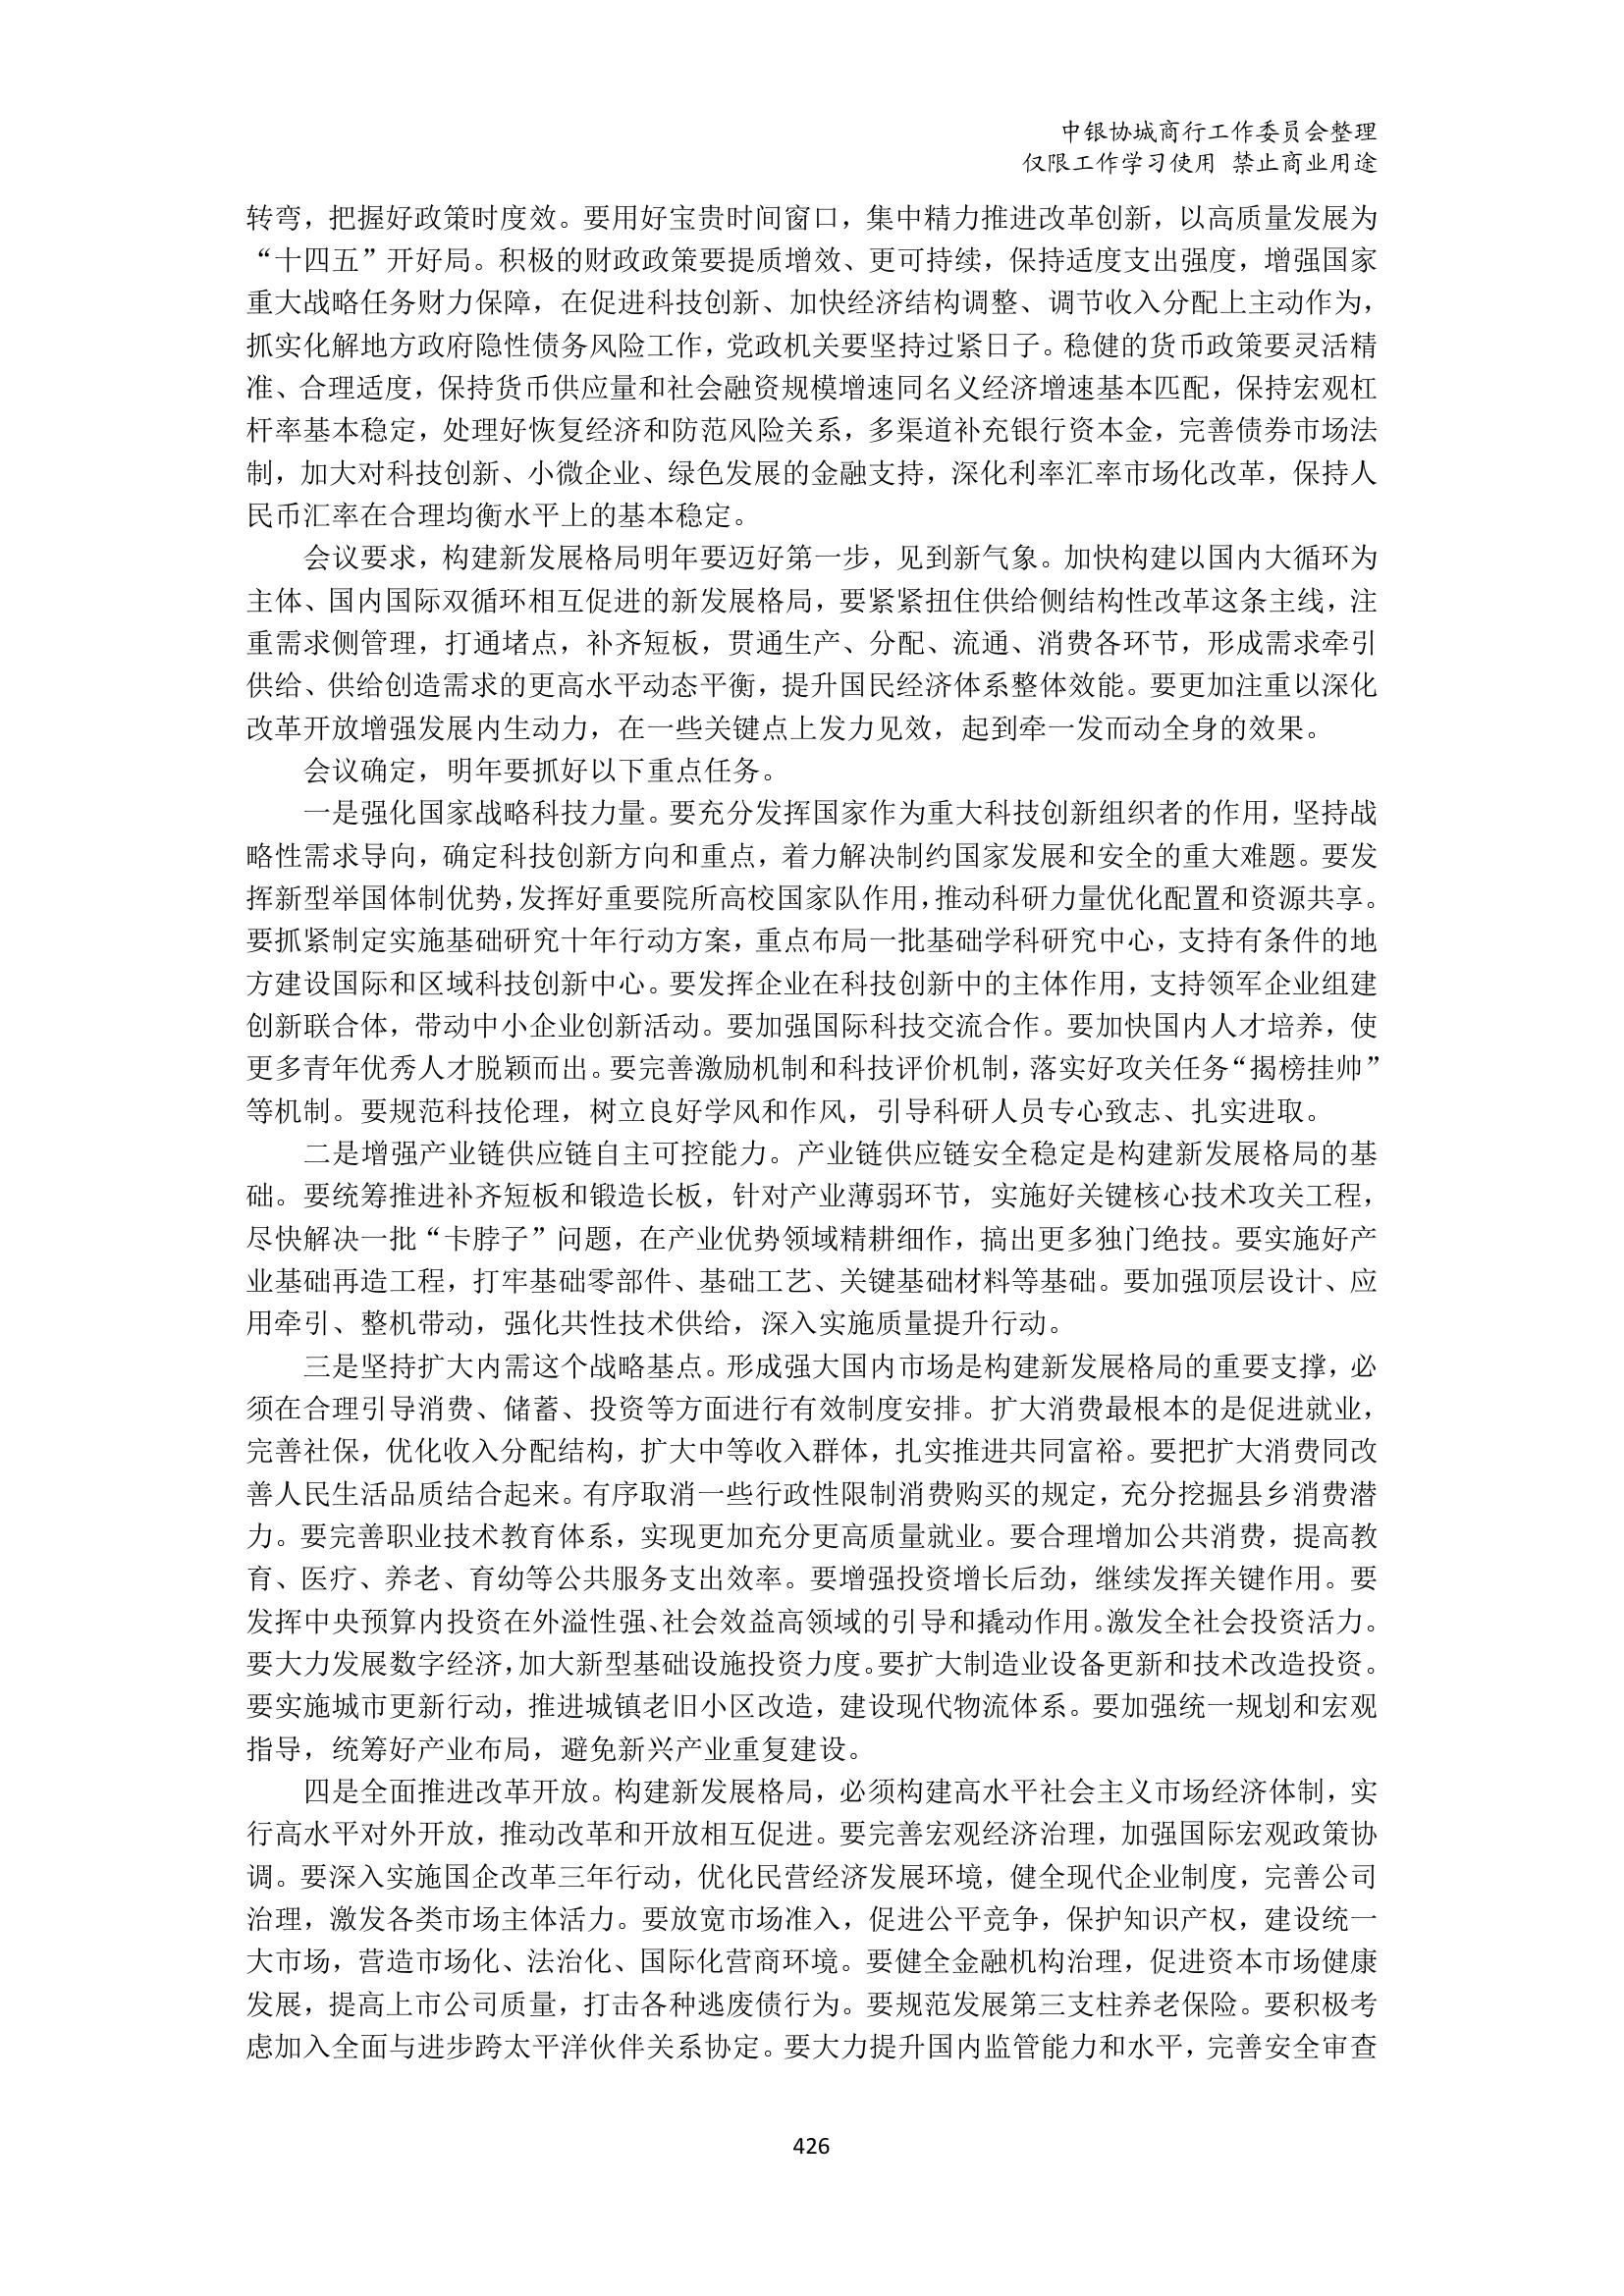 中银协城商行工作委员会整理
仅限工作学习使用 禁止商业用途
转弯，把握好政策时度效。要用好宝贵时间窗口，集中精力推进改革创新，以高质量发展为
“十四五”开好局。积极的财政政策要提质增效、更可持续，保持适度支出强度，增强国家
重大战略任务财力保障，在促进科技创新、加快经济结构调整、调节收入分配上主动作为，
抓实化解地方政府隐性债务风险工作，党政机关要坚持过紧日子。稳健的货币政策要灵活精
准、合理适度，保持货币供应量和社会融资规模增速同名义经济增速基本匹配，保持宏观杠
杆率基本稳定，处理好恢复经济和防范风险关系，多渠道补充银行资本金，完善债券市场法
制，加大对科技创新、小微企业、绿色发展的金融支持，深化利率汇率市场化改革，保持人
民币汇率在合理均衡水平上的基本稳定。
会议要求，构建新发展格局明年要迈好第一步，见到新气象。加快构建以国内大循环为
主体、国内国际双循环相互促进的新发展格局，要紧紧扭住供给侧结构性改革这条主线，注
重需求侧管理，打通堵点，补齐短板，贯通生产、分配、流通、消费各环节，形成需求牵引
供给、供给创造需求的更高水平动态平衡，提升国民经济体系整体效能。要更加注重以深化
改革开放增强发展内生动力，在一些关键点上发力见效，起到牵一发而动全身的效果。
会议确定，明年要抓好以下重点任务。
一是强化国家战略科技力量。要充分发挥国家作为重大科技创新组织者的作用，坚持战
略性需求导向，确定科技创新方向和重点，着力解决制约国家发展和安全的重大难题。要发
挥新型举国体制优势，发挥好重要院所高校国家队作用，推动科研力量优化配置和资源共享。
要抓紧制定实施基础研究十年行动方案，重点布局一批基础学科研究中心，支持有条件的地
方建设国际和区域科技创新中心。要发挥企业在科技创新中的主体作用，支持领军企业组建
创新联合体，带动中小企业创新活动。要加强国际科技交流合作。要加快国内人才培养，使
更多青年优秀人才脱颖而出。要完善激励机制和科技评价机制，落实好攻关任务“揭榜挂帅”
等机制。要规范科技伦理，树立良好学风和作风，引导科研人员专心致志、扎实进取。
二是增强产业链供应链自主可控能力。产业链供应链安全稳定是构建新发展格局的基
础。要统筹推进补齐短板和锻造长板，针对产业薄弱环节，实施好关键核心技术攻关工程，
尽快解决一批“卡脖子”问题，在产业优势领域精耕细作，搞出更多独门绝技。要实施好产
业基础再造工程，打牢基础零部件、基础工艺、关键基础材料等基础。要加强顶层设计、应
用牵引、整机带动，强化共性技术供给，深入实施质量提升行动。
三是坚持扩大内需这个战略基点。形成强大国内市场是构建新发展格局的重要支撑，必
须在合理引导消费、储蓄、投资等方面进行有效制度安排。扩大消费最根本的是促进就业，
完善社保，优化收入分配结构，扩大中等收入群体，扎实推进共同富裕。要把扩大消费同改
善人民生活品质结合起来。有序取消一些行政性限制消费购买的规定，充分挖掘县乡消费潜
力。要完善职业技术教育体系，实现更加充分更高质量就业。要合理增加公共消费，提高教
育、医疗、养老、育幼等公共服务支出效率。要增强投资增长后劲，继续发挥关键作用。要
发挥中央预算内投资在外溢性强、社会效益高领域的引导和撬动作用。激发全社会投资活力。
要大力发展数字经济，加大新型基础设施投资力度。要扩大制造业设备更新和技术改造投资。
要实施城市更新行动，推进城镇老旧小区改造，建设现代物流体系。要加强统一规划和宏观
指导，统筹好产业布局，避免新兴产业重复建设。
四是全面推进改革开放。构建新发展格局，必须构建高水平社会主义市场经济体制，实
行高水平对外开放，推动改革和开放相互促进。要完善宏观经济治理，加强国际宏观政策协
调。要深入实施国企改革三年行动，优化民营经济发展环境，健全现代企业制度，完善公司
治理，激发各类市场主体活力。要放宽市场准入，促进公平竞争，保护知识产权，建设统一
大市场，营造市场化、法治化、国际化营商环境。要健全金融机构治理，促进资本市场健康
发展，提高上市公司质量，打击各种逃废债行为。要规范发展第三支柱养老保险。要积极考
虑加入全面与进步跨太平洋伙伴关系协定。要大力提升国内监管能力和水平，完善安全审查
426